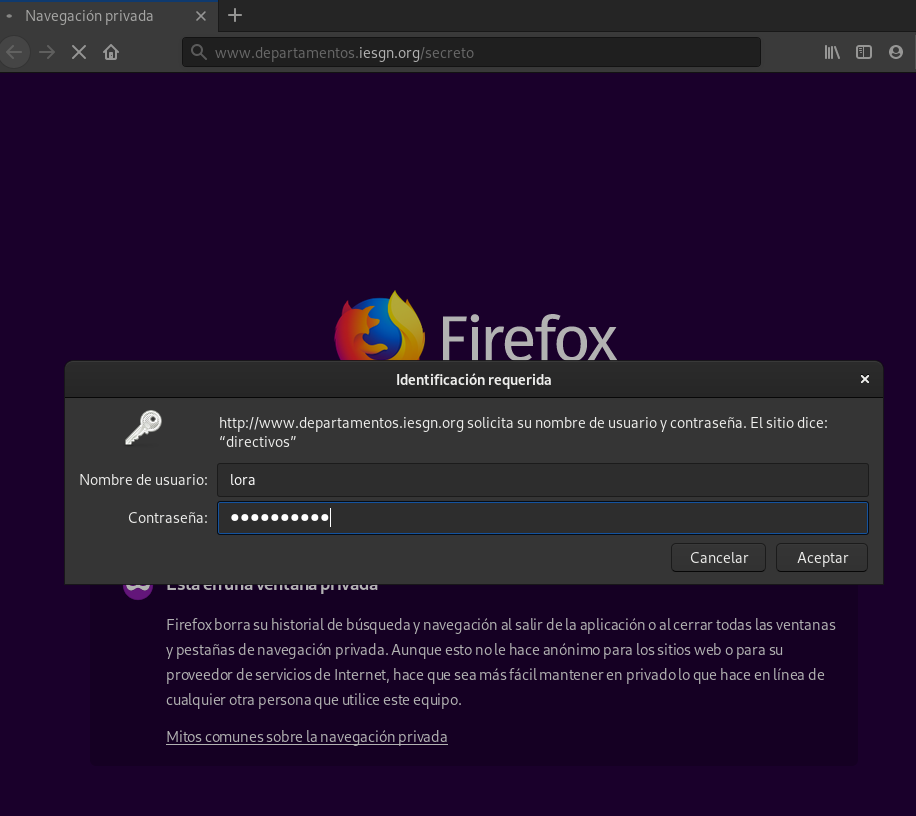 Navegación privada
www.departamentos.iesgn.org/secreto
Firefox
Identificación requerida
http://www.departamentos.iesgn.org solicita su nombre de usuario y contraseña. El sitio dice:
“directivos”
Nombre de usuario: lora
Contraseña: ●●●●●●●●●●
Cancelar Aceptar
Está en una ventana privada
Firefox borra su historial de búsqueda y navegación al salir de la aplicación o al cerrar todas las ventanas
y pestañas de navegación privada. Aunque esto no le hace anónimo para los sitios web o para su
proveedor de servicios de Internet, hace que sea más fácil mantener en privado lo que hace en línea de
cualquier otra persona que utilice este equipo.
Mitos comunes sobre la navegación privada